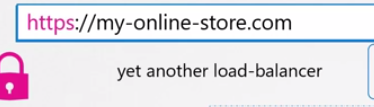 https://my-online-store.com
yet another load-balancer